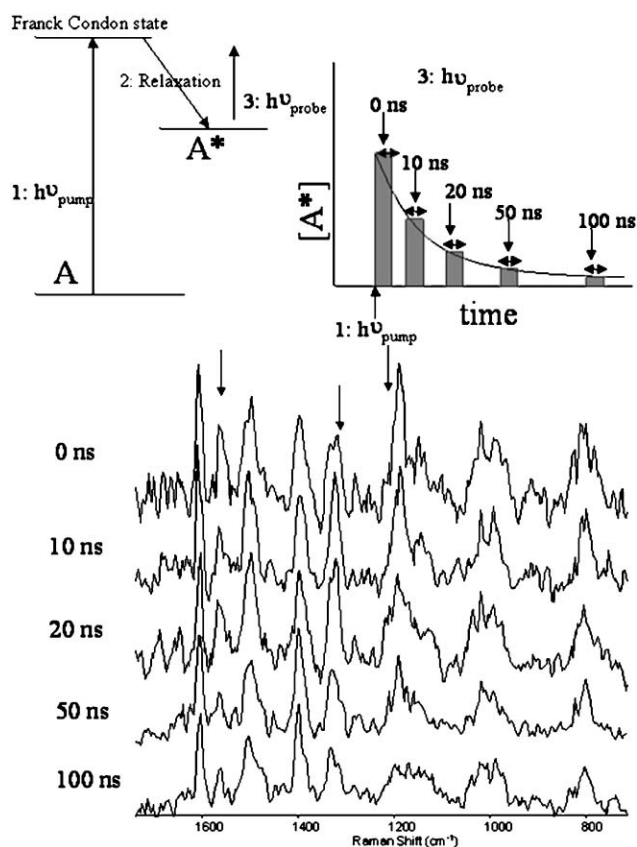 Franck Condon state
2: Relaxation
3: hυprobe
A*
1: hυpump
A
3: hυprobe
0 ns
10 ns
20 ns
50 ns
100 ns
[A*]
time
1: hυpump
0 ns
10 ns
20 ns
50 ns
100 ns
1600 1400 1200 1000 800
Raman Shift (cm⁻¹)